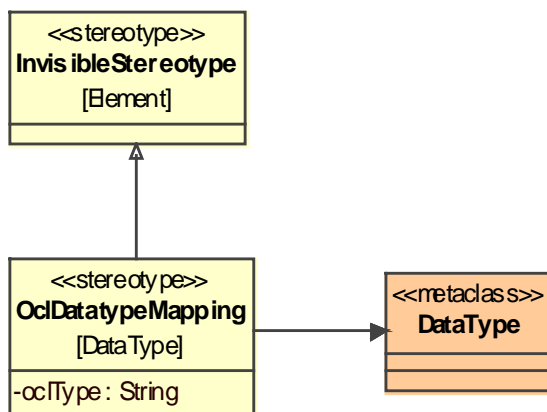 <<stereotype>>
InvisibleStereotype
[Element]
<<stereotype>>
OclDatatypeMapping
[DataType]
-oclType : String
<<metaclass>>
DataType